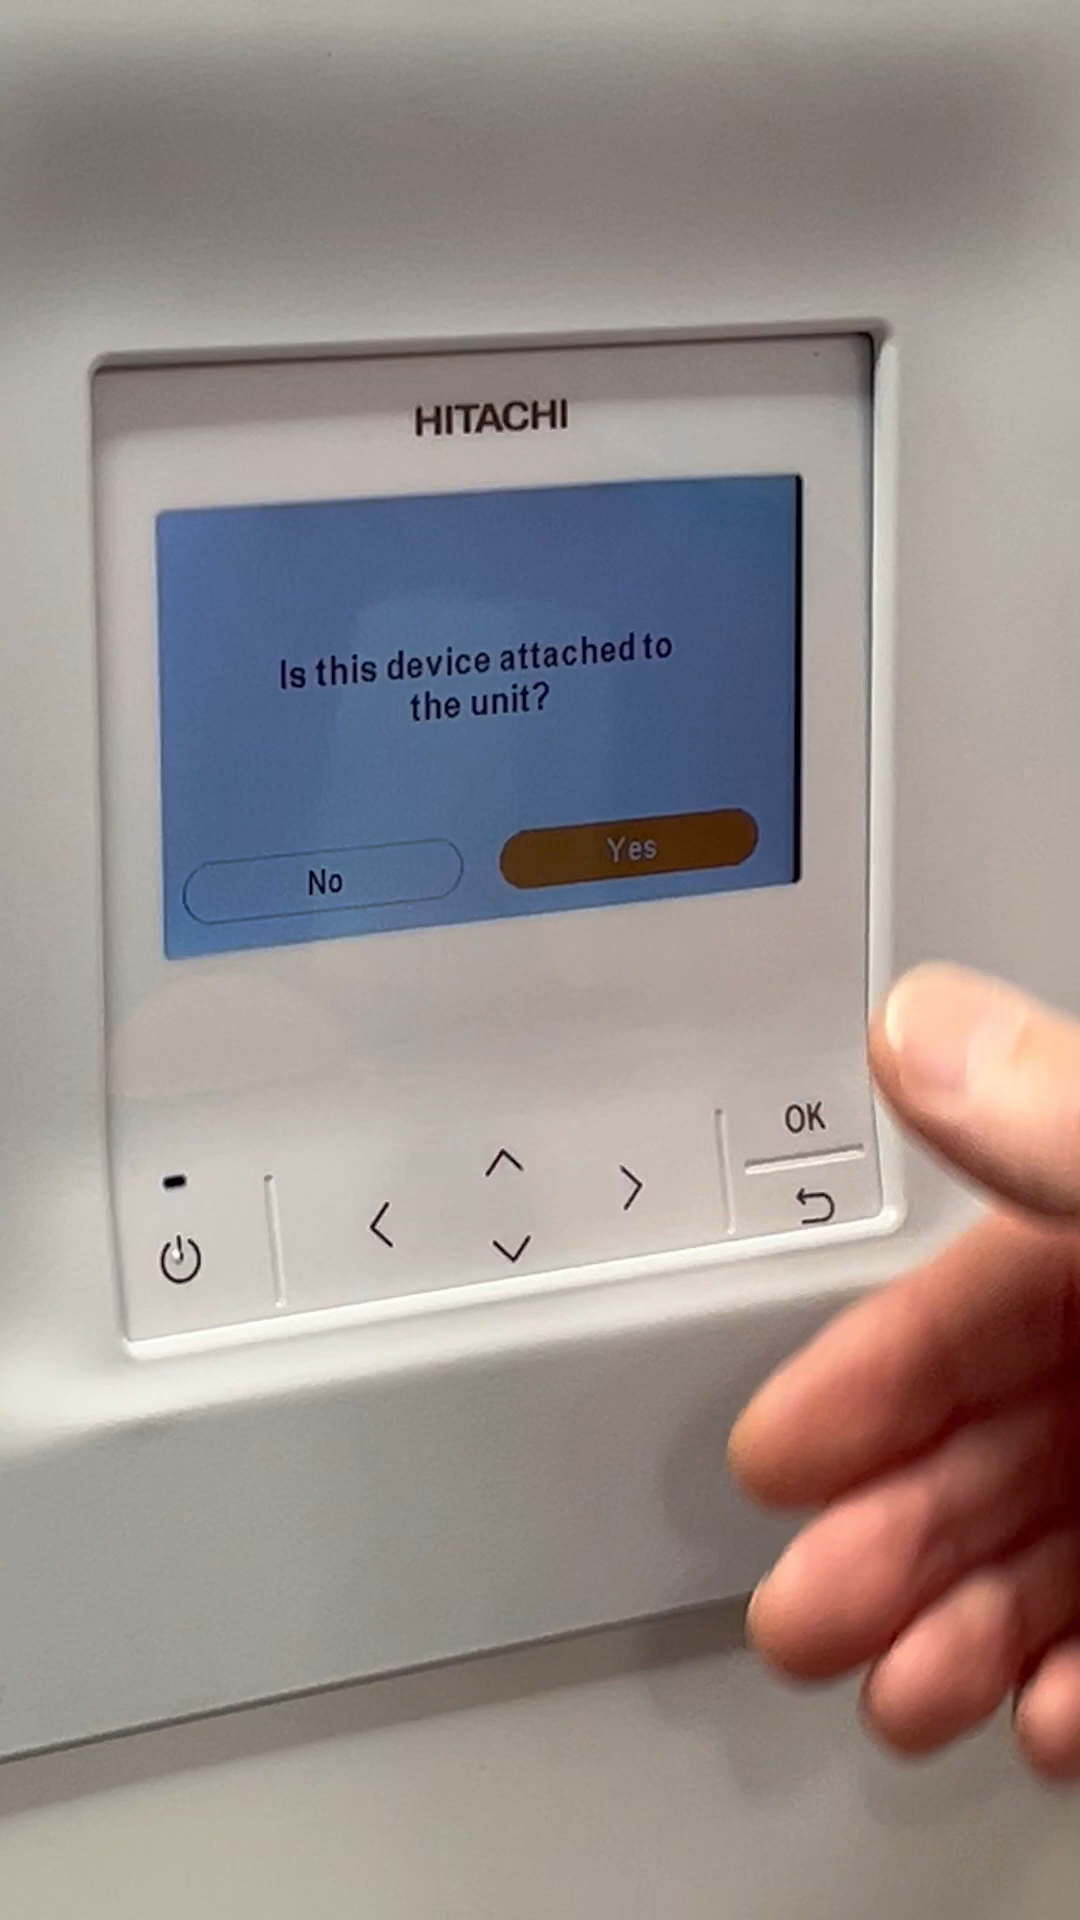 HITACHI
Is this device attached to
the unit?
No
Yes
OK